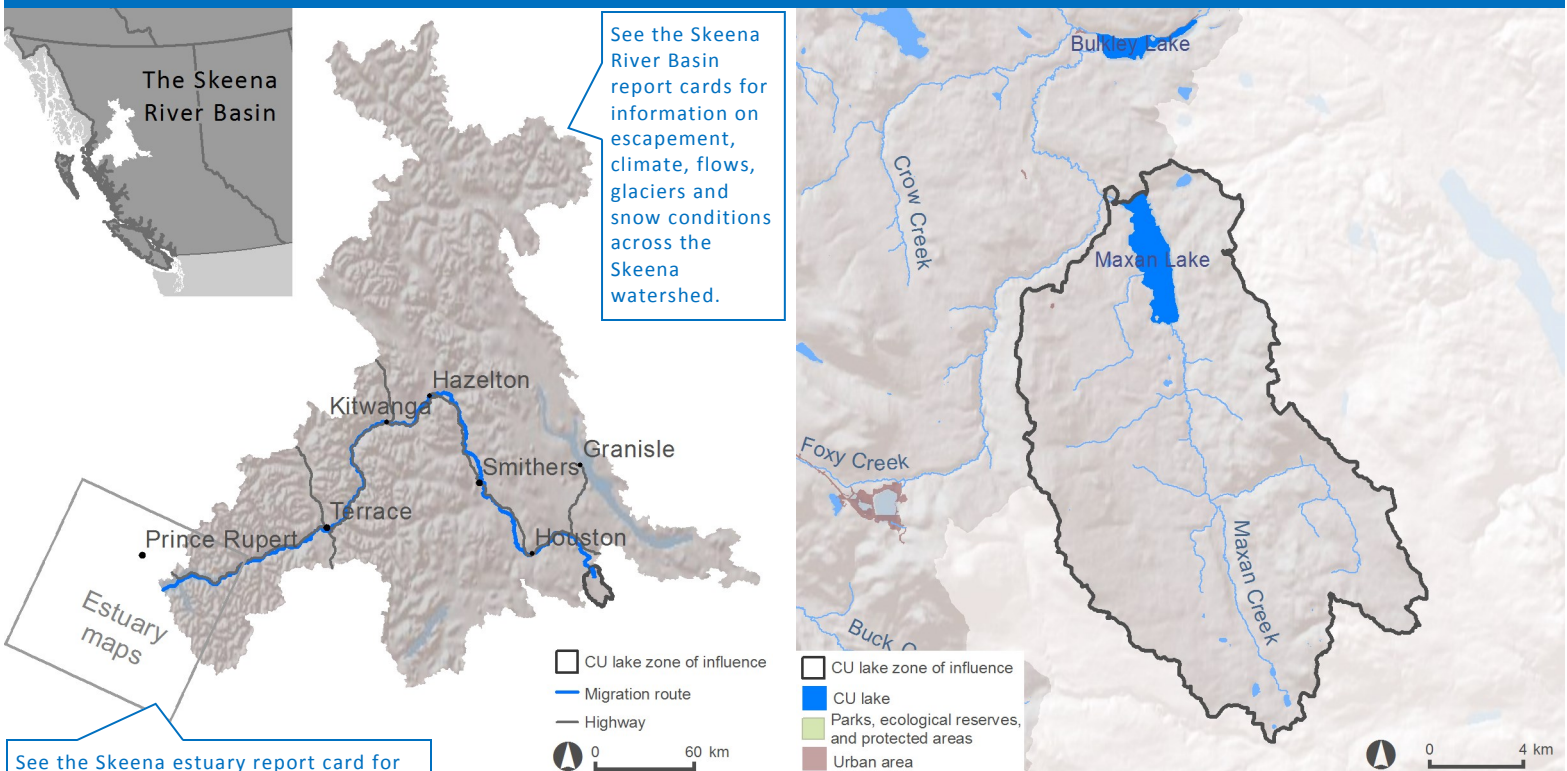 The Skeena
River Basin
See the Skeena
River Basin
report cards for
information on
escapement,
climate, flows,
glaciers and
snow conditions
across the
Skeena
watershed.
Hazelton
Kitwanga
Granisle
Smithers
Terrace
Houston
Prince Rupert
Estuary
maps
CU lake zone of influence
Migration route
Highway
0 60 km
See the Skeena estuary report card for
Bulkley Lake
Crow Creek
Maxan Lake
Foxy Creek
Maxan Creek
Buck C
CU lake zone of influence
CU lake
Parks, ecological reserves,
and protected areas
Urban area
0 4 km